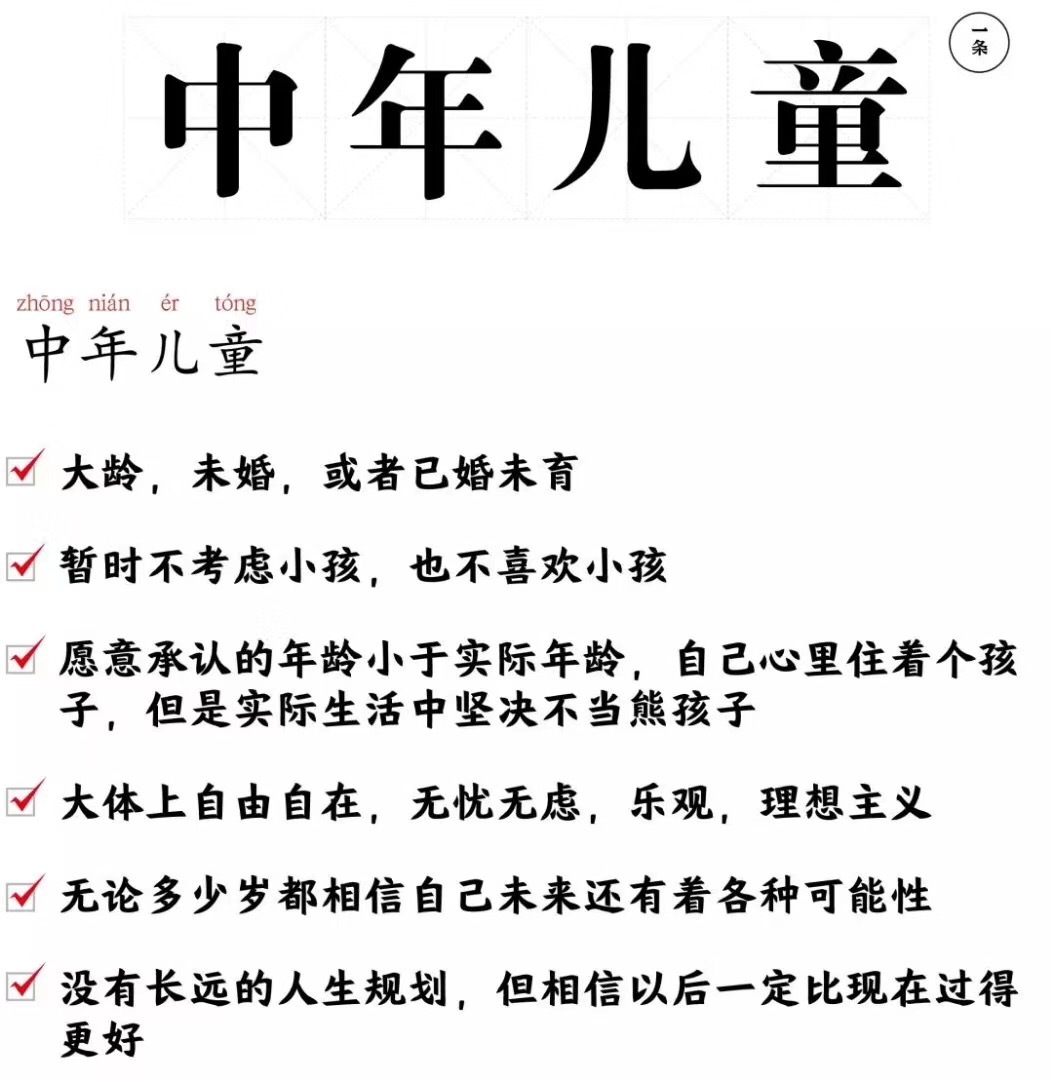 中年儿童
一条
zhōng nián ér tóng
中年儿童
大龄，未婚，或者已婚未育
暂时不考虑小孩，也不喜欢小孩
愿意承认的年龄小于实际年龄，自己心里住着个孩
子，但是实际生活中坚决不当熊孩子
大体上自由自在，无忧无虑，乐观，理想主义
无论多少岁都相信自己未来还有着各种可能性
没有长远的人生规划，但相信以后一定比现在过得
更好